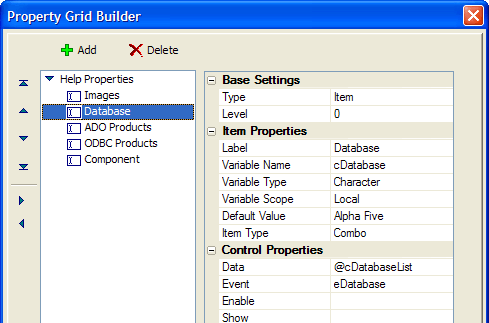 Property Grid Builder
Add Delete
Help Properties
Images
Database
ADO Products
ODBC Products
Component
Base Settings
Type Item
Level 0
Item Properties
Label Database
Variable Name cDatabase
Variable Type Character
Variable Scope Local
Default Value Alpha Five
Item Type Combo
Control Properties
Data @cDatabaseList
Event eDatabase
Enable
Show